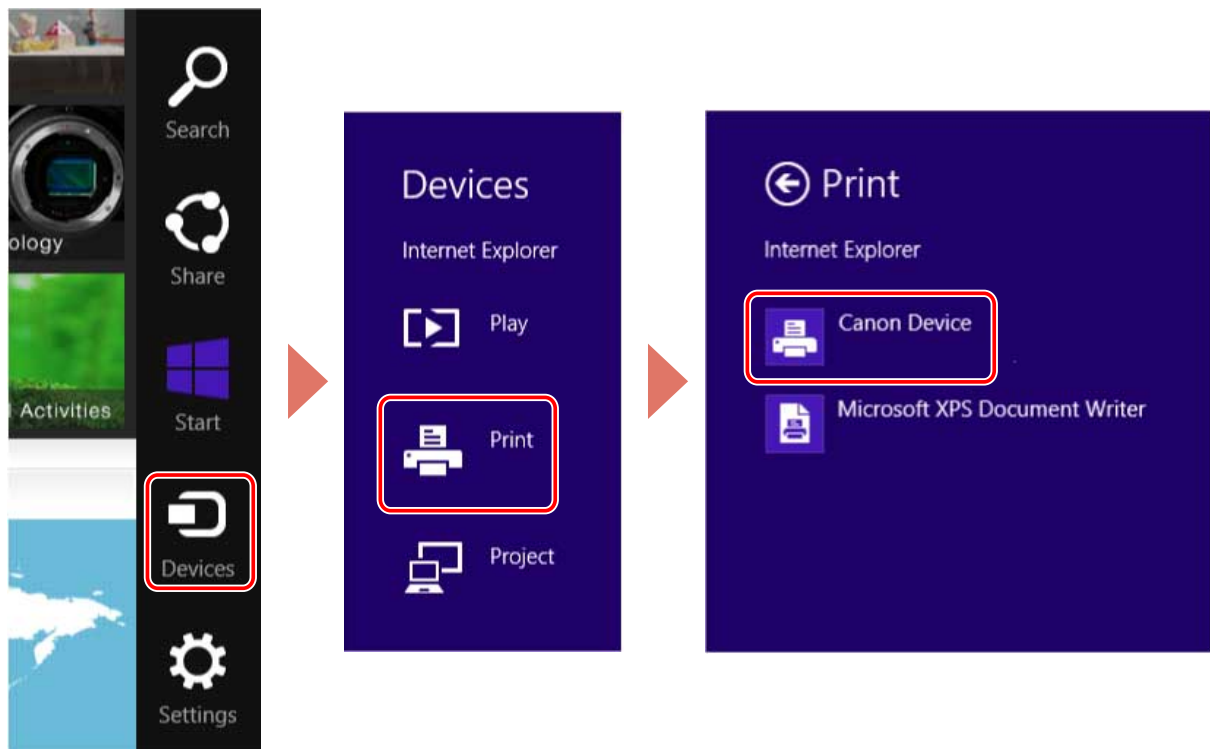 Search
ology
Share
Activities
Start
Devices
Settings
Devices
Internet Explorer
Play
Print
Project
Print
Internet Explorer
Canon Device
Microsoft XPS Document Writer